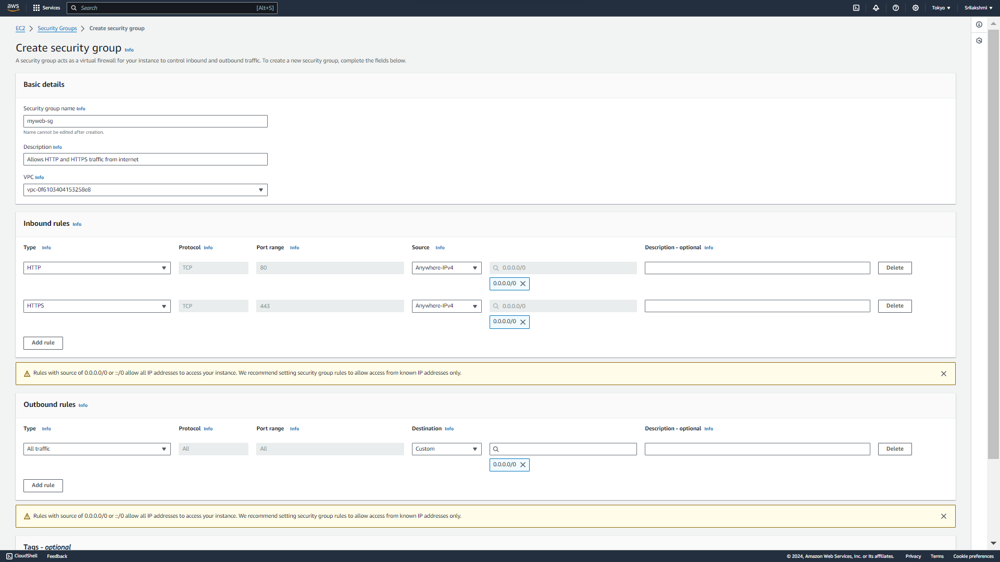 aws Services Search [Alt+S] Tokyo Srilakshmi
EC2 Security Groups Create security group
Create security group Info
A security group acts as a virtual firewall for your instance to control inbound and outbound traffic. To create a new security group, complete the fields below.
Basic details
Security group name Info
myweb-sg
Name cannot be edited after creation.
Description Info
Allows HTTP and HTTPS traffic from internet
VPC Info
vpc-0f6103404153258e8
Inbound rules Info
Type Info Protocol Info Port range Info Source Info Description - optional Info
HTTP TCP 80 Anywhere-IPv4 0.0.0.0/0 Delete
0.0.0.0/0
HTTPS TCP 443 Anywhere-IPv4 0.0.0.0/0 Delete
0.0.0.0/0
Add rule
Rules with source of 0.0.0.0/0 or ::/0 allow all IP addresses to access your instance. We recommend setting security group rules to allow access from known IP addresses only.
Outbound rules Info
Type Info Protocol Info Port range Info Destination Info Description - optional Info
All traffic All All Custom Delete
0.0.0.0/0
Add rule
Rules with source of 0.0.0.0/0 or ::/0 allow all IP addresses to access your instance. We recommend setting security group rules to allow access from known IP addresses only.
Tags - optional
CloudShell Feedback © 2024, Amazon Web Services, Inc. or its affiliates. Privacy Terms Cookie preferences